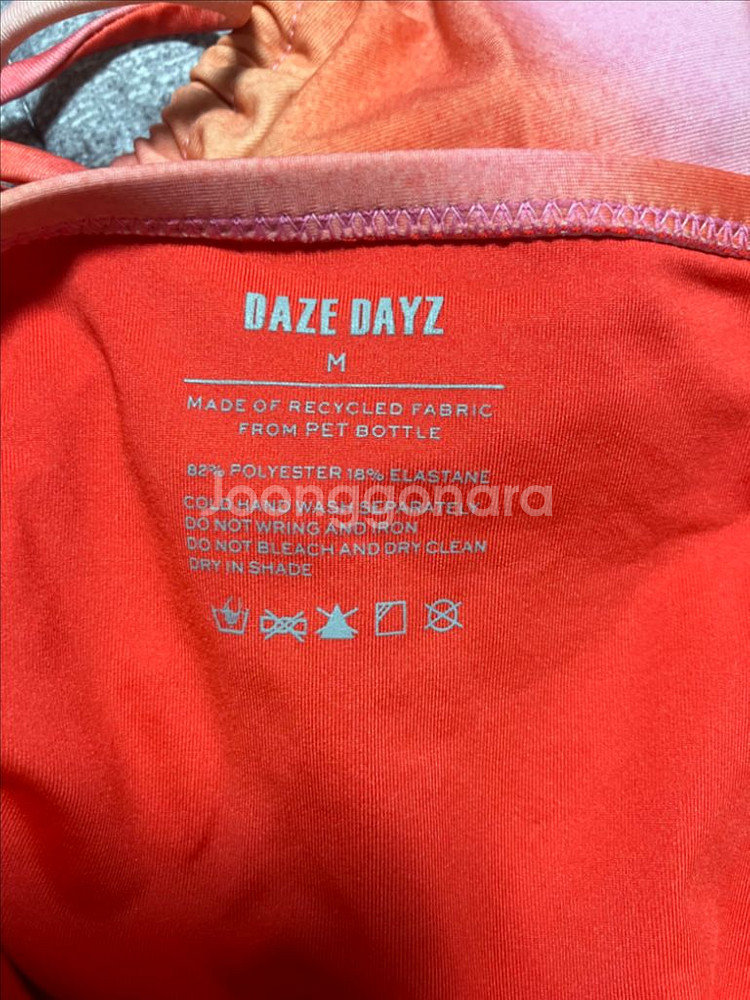 DAZE DAYZ
M
MADE OF RECYCLED FABRIC
FROM PET BOTTLE
82% POLYESTER 18% ELASTANE
COLD HAND WASH SEPARATELY
Joonggonara
DO NOT WRING AND IRON
DO NOT BLEACH AND DRY CLEAN
DRY IN SHADE